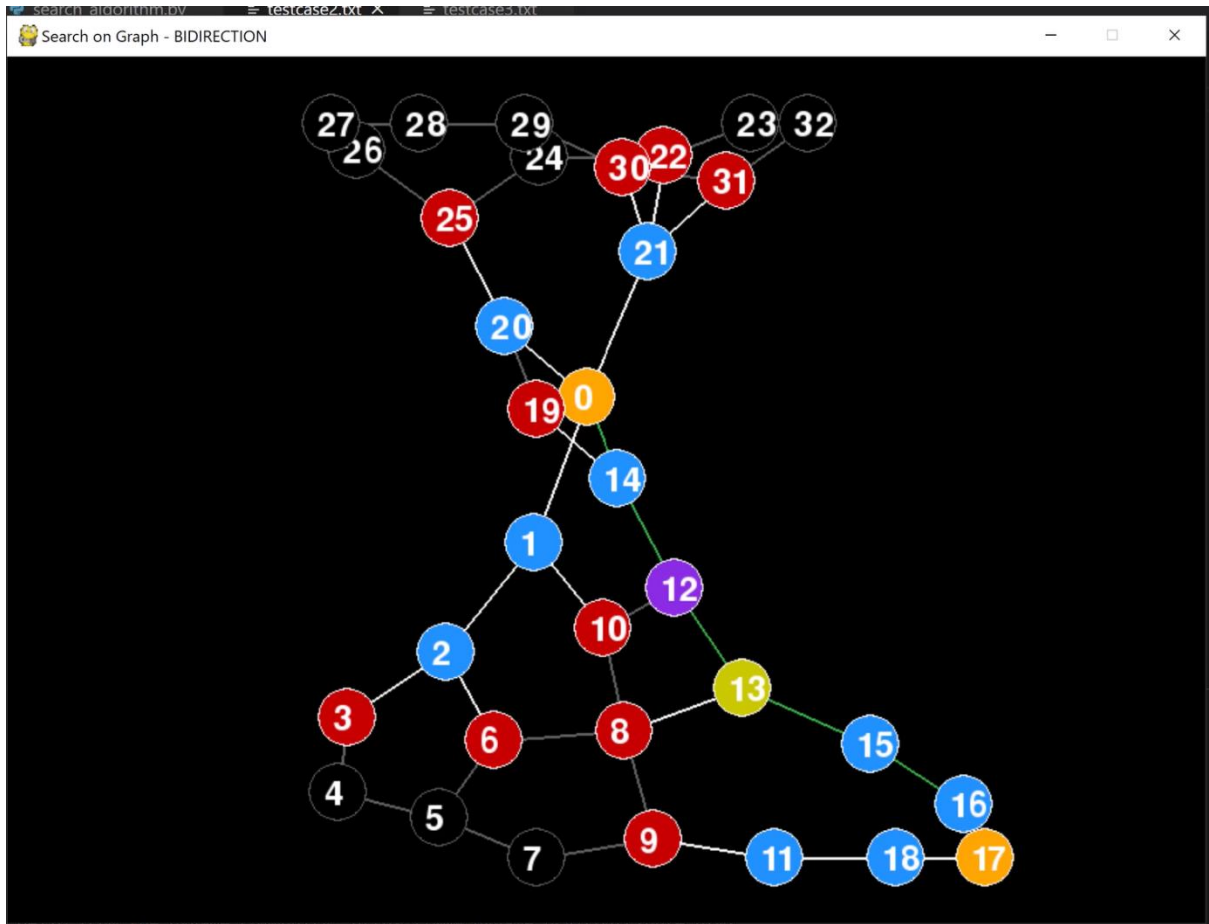 search_algorithm.py testcase2.txt × testcase3.txt
Search on Graph - BIDIRECTION
27 28 29 23 32
26 24 30 22 31
25
21
20
0
19
14
1
12
10
2
13
3 6 8
15
4 5 16
9
7 11 18 17